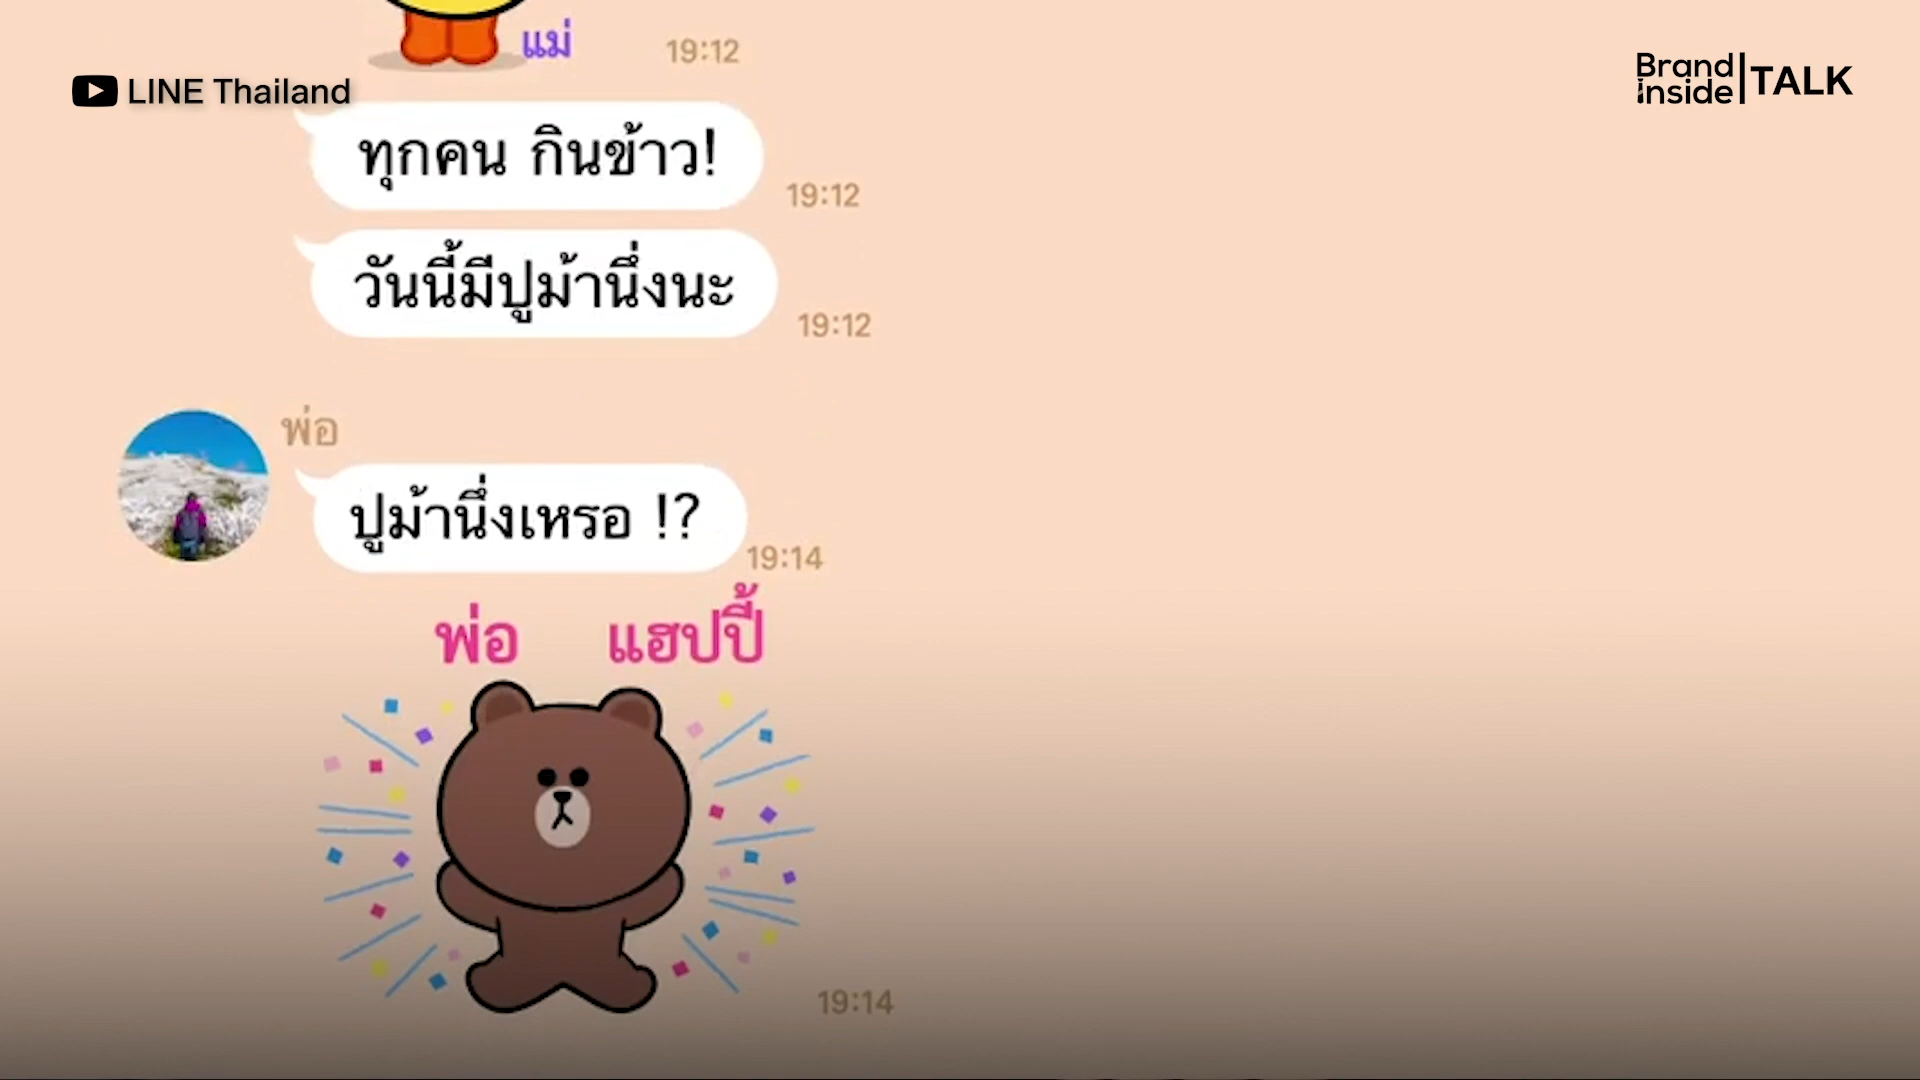 แม่
19:12
LINE Thailand
Brand inside TALK
ทุกคน กินข้าว!
19:12
วันนี้มีปูม้านึ่งนะ
19:12
พ่อ
ปูม้านึ่งเหรอ !?
19:14
พ่อ แฮปปี้
19:14